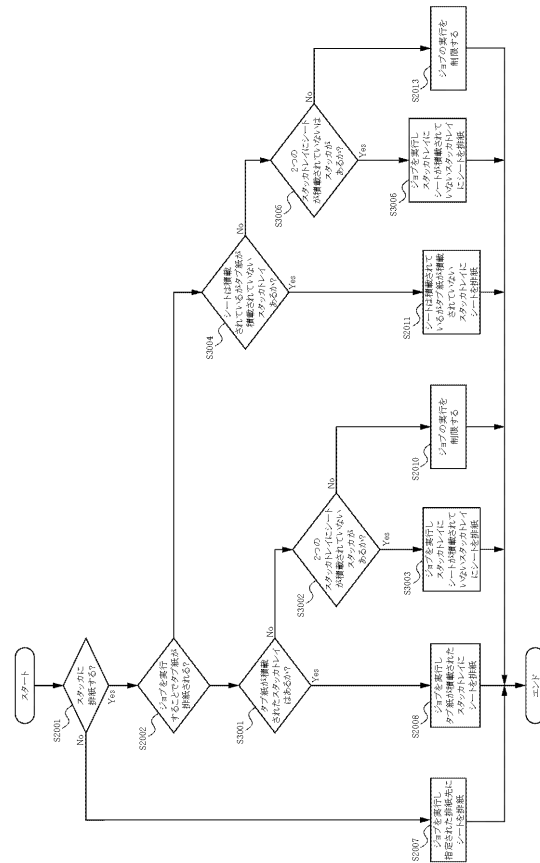 スタート
S2001
スタッカに
排紙する?
No
Yes
S2002
ジョブを実行
することでタブ紙が
排紙される?
S3001
タブ紙が積載
されたスタッカトレイ
はあるか?
No
Yes
S3002
2つの
スタッカトレイにシート
が積載されていない
スタッカが
あるか?
No
Yes
S3004
シートは積載
されているがタブ紙が
積載されていない
スタッカトレイ
あるか?
No
Yes
S3005
2つの
スタッカトレイにシート
が積載されていないは
スタッカが
あるか?
No
Yes
S2007
ジョブを実行し
指定された排紙先に
シートを排紙
S2008
ジョブを実行し
タブ紙が積載された
スタッカトレイに
シートを排紙
S3003
ジョブを実行し
スタッカトレイに
シートが積載されて
いないスタッカトレイ
にシートを排紙
S2010
ジョブの実行を
制限する
S2011
シートは積載されて
いるがタブ紙が積載
されていない
スタッカトレイに
シートを排紙
S3006
ジョブを実行し
スタッカトレイに
シートが積載されて
いないスタッカトレイ
にシートを排紙
S2013
ジョブの実行を
制限する
エンド